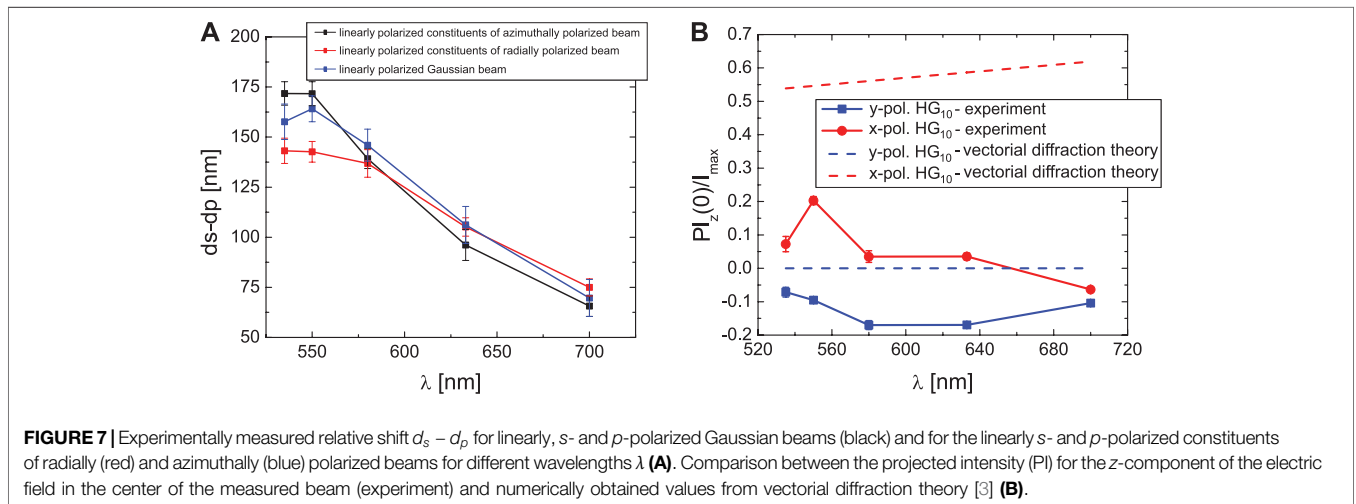 A
200
175
150
125
100
75
50
ds-dp [nm]
linearly polarized constituents of azimuthally polarized beam
linearly polarized constituents of radially polarized beam
linearly polarized Gaussian beam
550
600
650
700
λ [nm]
B
0.7
0.6
0.5
0.4
0.3
0.2
0.1
0.0
-0.1
-0.2
PI_z(0)/I_max
y-pol. HG₁₀- experiment
x-pol. HG₁₀- experiment
y-pol. HG₁₀- vectorial diffraction theory
x-pol. HG₁₀- vectorial diffraction theory
520
560
600
640
680
720
λ [nm]
FIGURE 7 | Experimentally measured relative shift dₛ − dₚ for linearly, s- and p-polarized Gaussian beams (black) and for the linearly s- and p-polarized constituents
of radially (red) and azimuthally (blue) polarized beams for different wavelengths λ (A). Comparison between the projected intensity (PI) for the z-component of the electric
field in the center of the measured beam (experiment) and numerically obtained values from vectorial diffraction theory [3] (B).